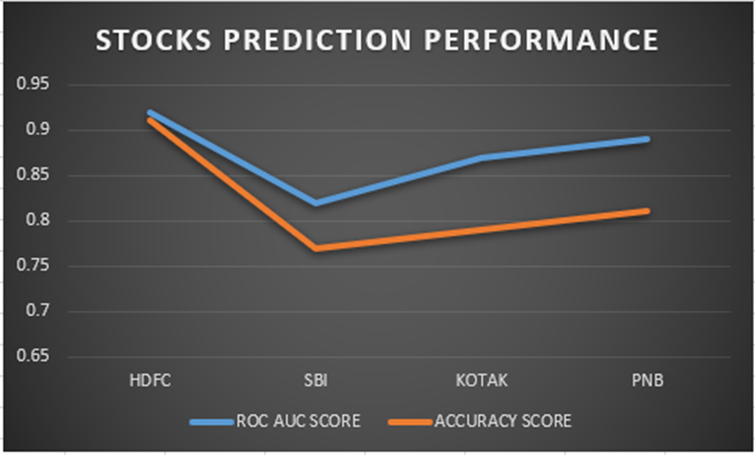 STOCKS PREDICTION PERFORMANCE
0.95
0.9
0.85
0.8
0.75
0.7
0.65
HDFC SBI KOTAK PNB
ROC AUC SCORE ACCURACY SCORE